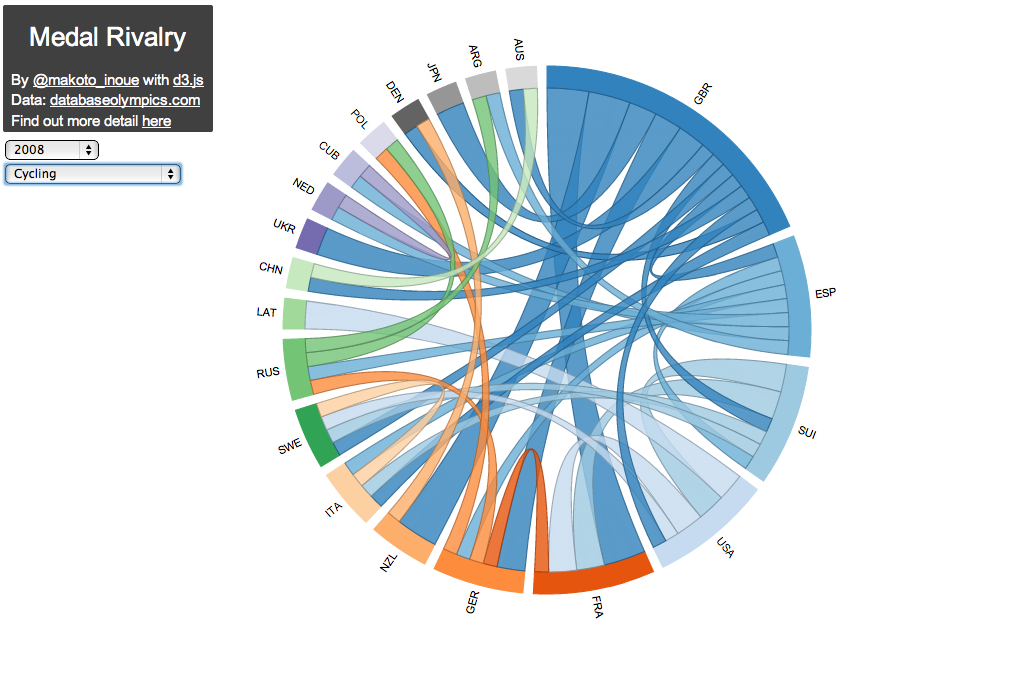 Medal Rivalry
By @makoto_inoue with d3.js
Data: databaseolympics.com
Find out more detail here
2008
Cycling
GBR
ESP
SUI
USA
FRA
GER
NZL
ITA
SWE
RUS
LAT
CHN
UKR
NED
CUB
POL
DEN
JPN
ARG
AUS